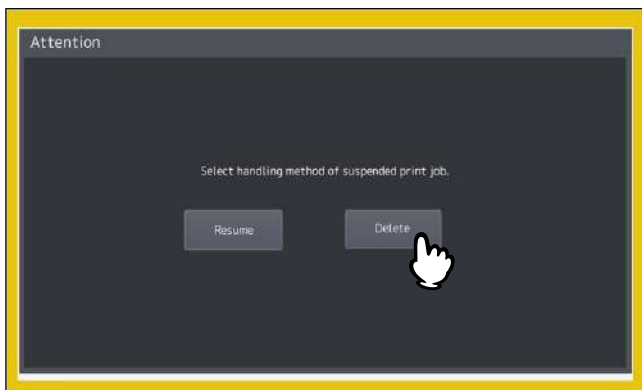 Attention
Select handling method of suspended print job.
Resume
Delete